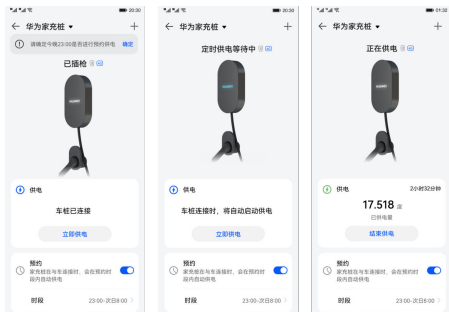 20:30
华为家充桩
请确定今晚23:00是否进行预约供电 确定
已插枪
HUAWEI
供电
车桩已连接
立即供电
预约
家充桩在与车连接时,会在预约时
段内自动供电
时段 23:00-次日8:00
20:30
华为家充桩
定时供电等待中
HUAWEI
供电
车桩连接时,将自动启动供电
立即供电
预约
家充桩在与车连接时,会在预约时
段内自动供电
时段 23:00-次日8:00
01:32
华为家充桩
正在供电
HUAWEI
供电 2小时32分钟
17.518 度
已供电量
结束供电
预约
家充桩在与车连接时,会在预约时
段内自动供电
时段 23:00-次日8:00